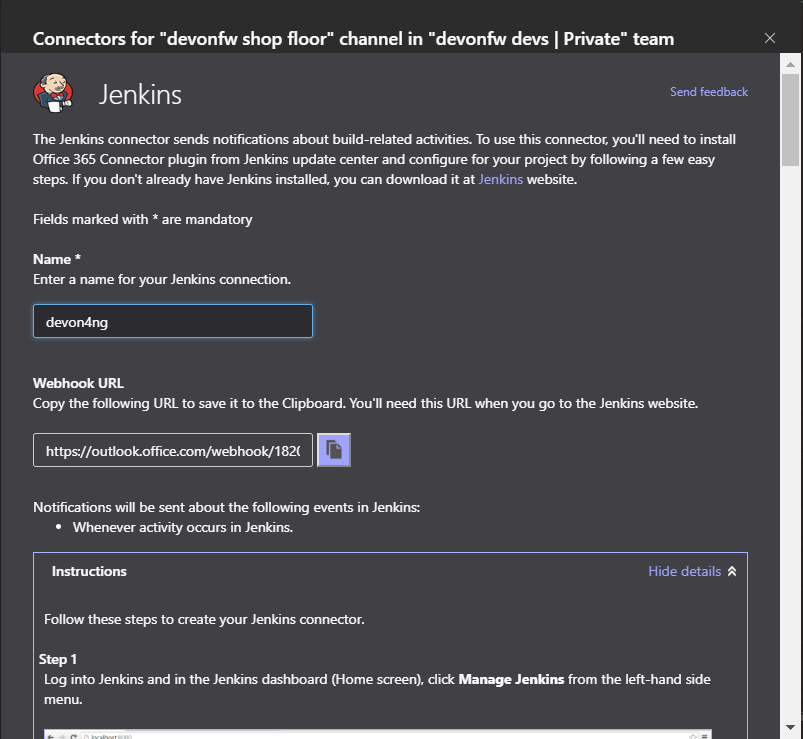 Connectors for "devonfw shop floor" channel in "devonfw devs | Private" team
Jenkins
Send feedback
The Jenkins connector sends notifications about build-related activities. To use this connector, you'll need to install
Office 365 Connector plugin from Jenkins update center and configure for your project by following a few easy
steps. If you don't already have Jenkins installed, you can download it at Jenkins website.
Fields marked with * are mandatory
Name *
Enter a name for your Jenkins connection.
devon4ng
Webhook URL
Copy the following URL to save it to the Clipboard. You'll need this URL when you go to the Jenkins website.
https://outlook.office.com/webhook/182
Notifications will be sent about the following events in Jenkins:
• Whenever activity occurs in Jenkins.
Instructions
Hide details
Follow these steps to create your Jenkins connector.
Step 1
Log into Jenkins and in the Jenkins dashboard (Home screen), click Manage Jenkins from the left-hand side
menu.
localhost:8080